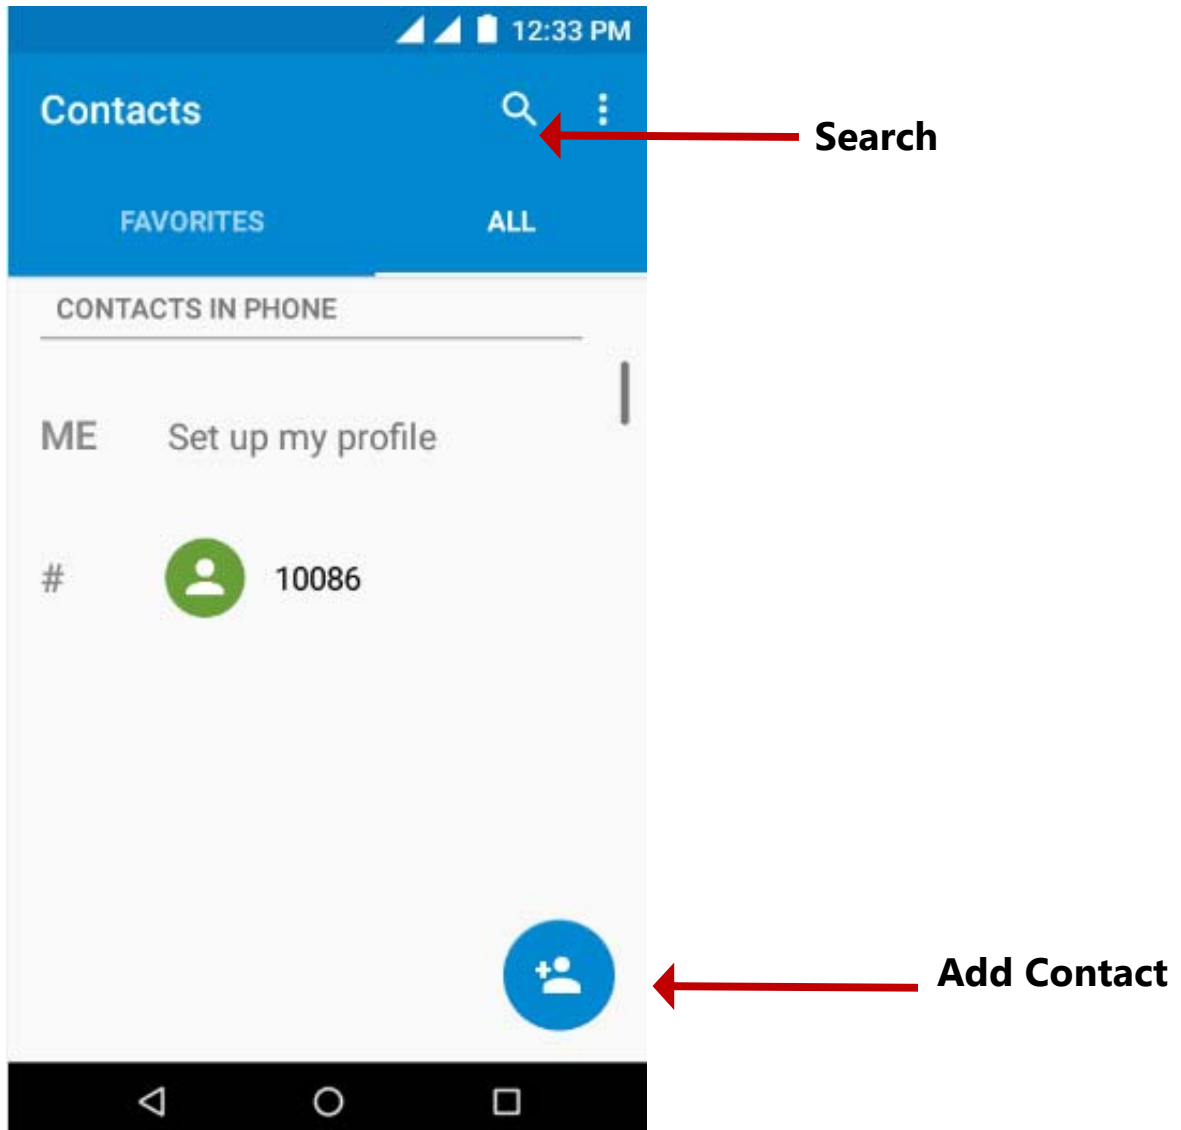 12:33 PM
Contacts
Search
FAVORITES ALL
CONTACTS IN PHONE
ME Set up my profile
# 10086
Add Contact